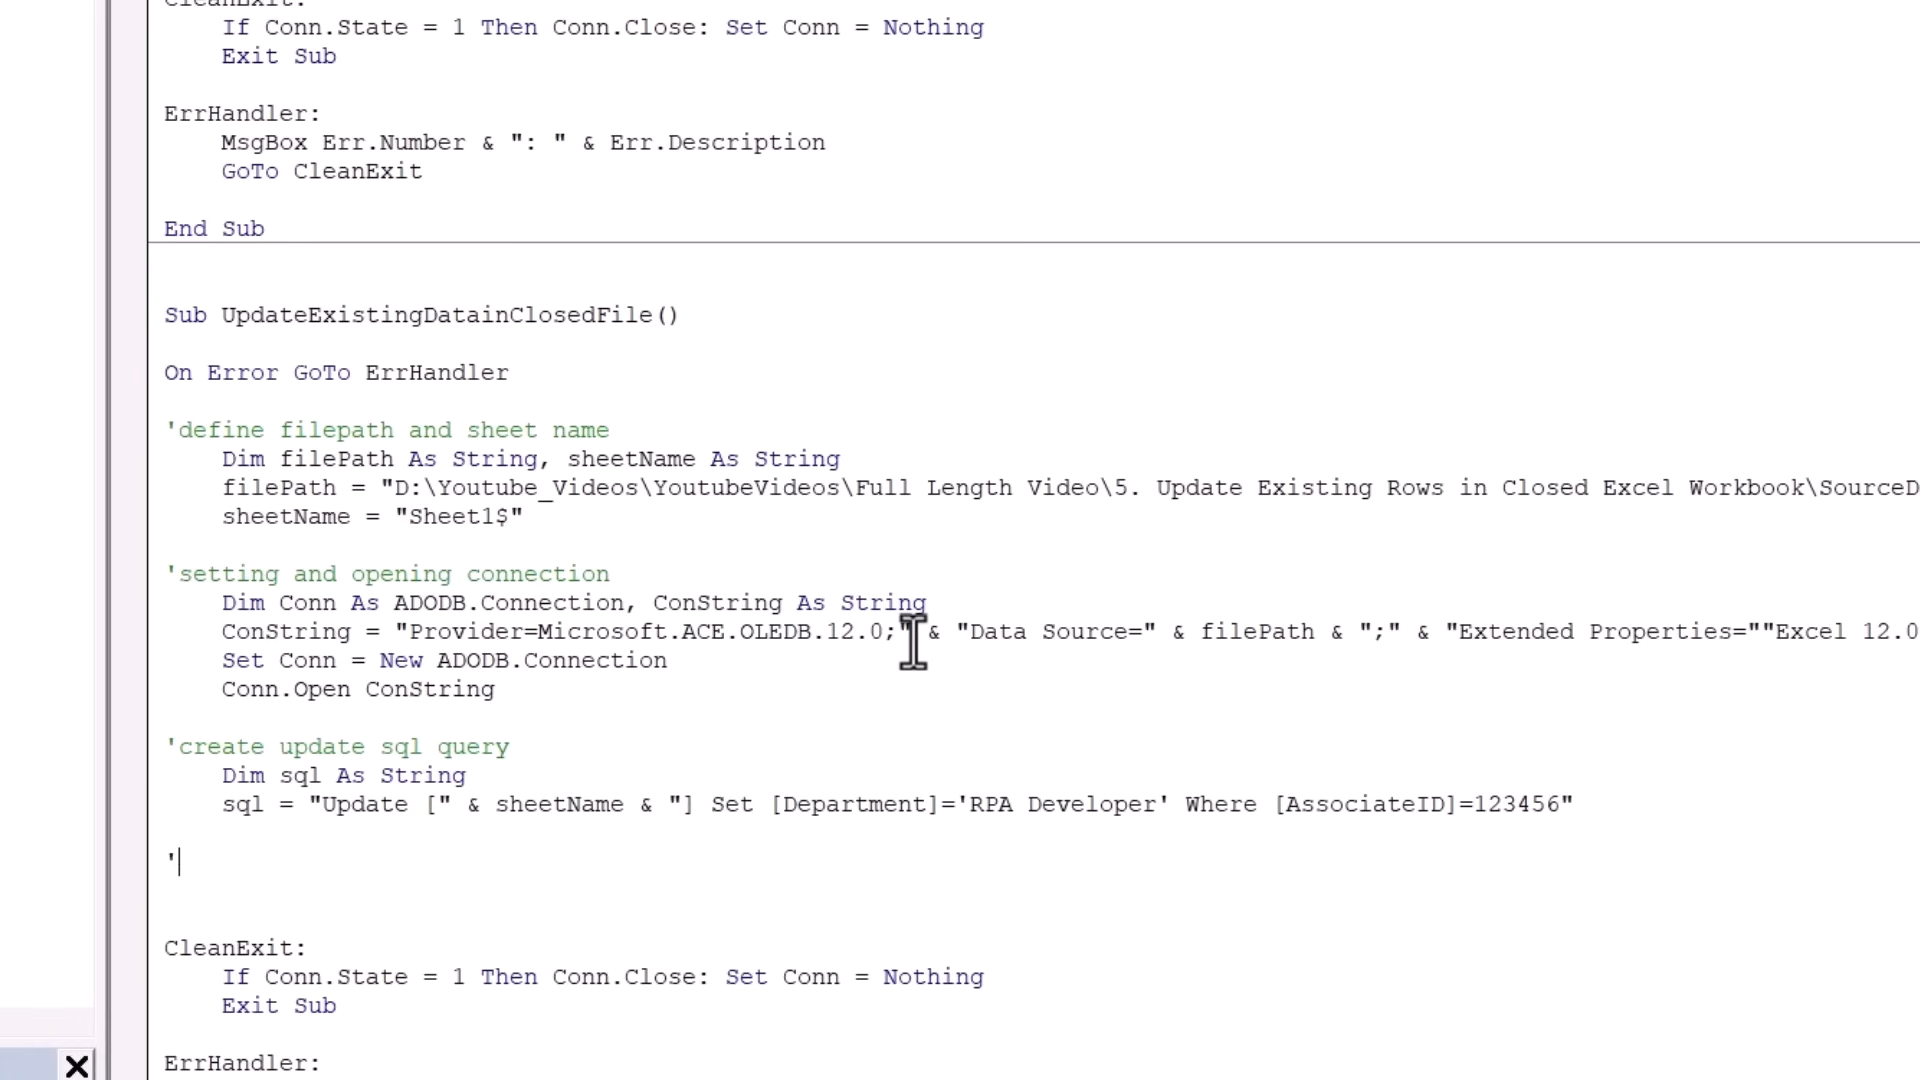 CleanExit:
If Conn.State = 1 Then Conn.Close: Set Conn = Nothing
Exit Sub
ErrHandler:
MsgBox Err.Number & ": " & Err.Description
GoTo CleanExit
End Sub
Sub UpdateExistingDatainClosedFile()
On Error GoTo ErrHandler
'define filepath and sheet name
Dim filePath As String, sheetName As String
filePath = "D:\Youtube_Videos\YoutubeVideos\Full Length Video\5. Update Existing Rows in Closed Excel Workbook\SourceD
sheetName = "Sheet1$"
'setting and opening connection
Dim Conn As ADODB.Connection, ConString As String
ConString = "Provider=Microsoft.ACE.OLEDB.12.0;" & "Data Source=" & filePath & ";" & "Extended Properties=""Excel 12.0
Set Conn = New ADODB.Connection
Conn.Open ConString
'create update sql query
Dim sql As String
sql = "Update [" & sheetName & "] Set [Department]='RPA Developer' Where [AssociateID]=123456"
'
CleanExit:
If Conn.State = 1 Then Conn.Close: Set Conn = Nothing
Exit Sub
ErrHandler: